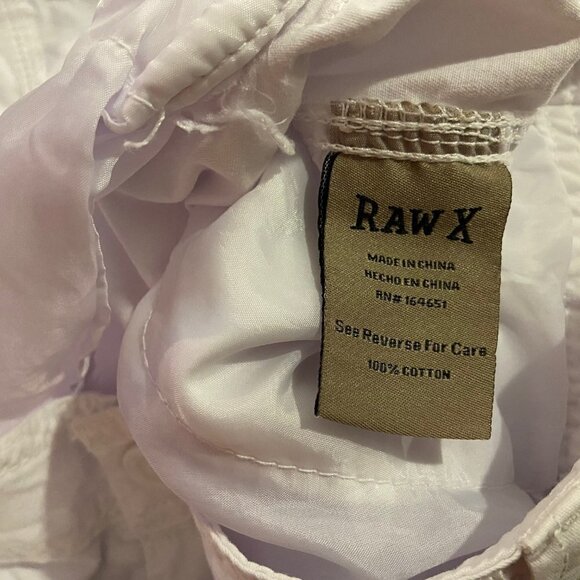 RAW X
MADE IN CHINA
HECHO EN CHINA
RN# 164651
See Reverse For Care
100% COTTON